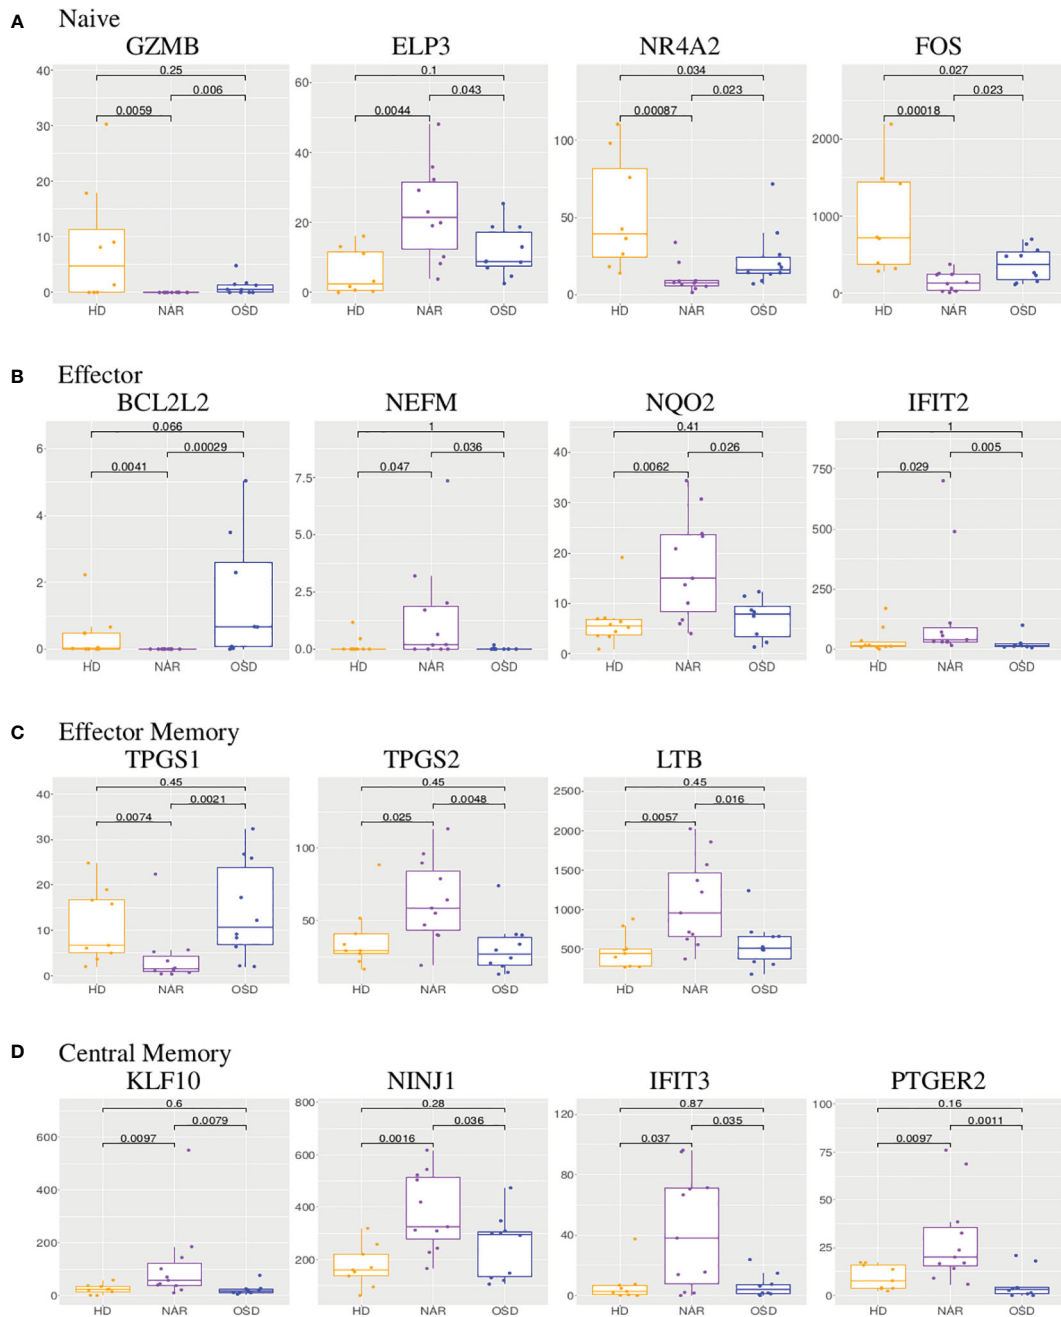 A Naive
GZMB ELP3 NR4A2 FOS
0.25 0.1 0.034 0.027
0.006 0.043 0.023 0.023
0.0059 0.0044 0.00087 0.00018
40 30 20 10 0
60 40 20 0
100 50 0
2000 1000 0
HD NAR OSD HD NAR OSD HD NAR OSD HD NAR OSD
B Effector
BCL2L2 NEFM NQO2 IFIT2
0.066 1 0.41 1
0.00029 0.036 0.026 0.005
0.0041 0.047 0.0062 0.029
6 4 2 0
7.5 5.0 2.5 0.0
40 30 20 10 0
750 500 250 0
HD NAR OSD HD NAR OSD HD NAR OSD HD NAR OSD
C Effector Memory
TPGS1 TPGS2 LTB
0.45 0.45 0.45
0.0021 0.0048 0.016
0.0074 0.025 0.0057
40 30 20 10 0
100 50
2500 2000 1500 1000 500
HD NAR OSD HD NAR OSD HD NAR OSD
D Central Memory
KLF10 NINJ1 IFIT3 PTGER2
0.6 0.28 0.87 0.16
0.0079 0.036 0.035 0.0011
0.0097 0.0016 0.037 0.0097
600 400 200 0
800 600 400 200
120 80 40 0
100 75 50 25 0
HD NAR OSD HD NAR OSD HD NAR OSD HD NAR OSD